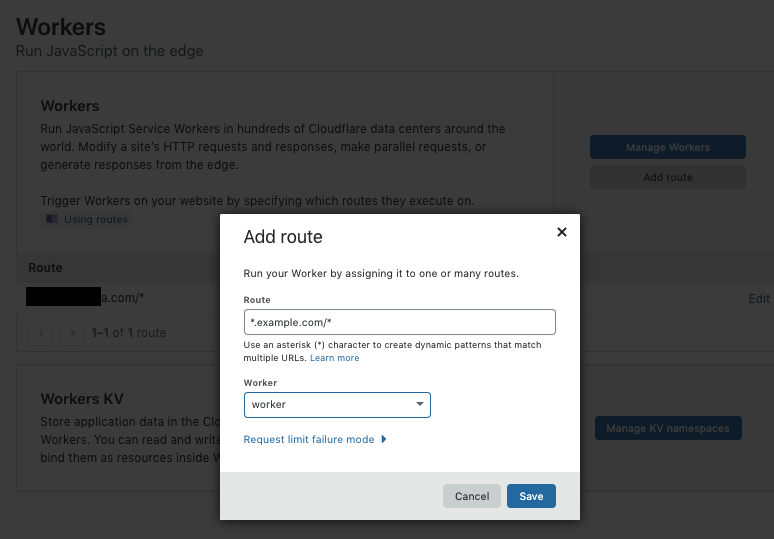 Workers
Run JavaScript on the edge
Workers
Run JavaScript Service Workers in hundreds of Cloudflare data centers around the
world. Modify a site's HTTP requests and responses, make parallel requests, or
generate responses from the edge.
Trigger Workers on your website by specifying which routes they execute on.
Using routes
Manage Workers
Add route
Route
a.com/*
Edit
1–1 of 1 route
Workers KV
Store application data in the
Workers. You can read and write
bind them as resources inside
Manage KV namespaces
Add route
Run your Worker by assigning it to one or many routes.
Route
*.example.com/*
Use an asterisk (*) character to create dynamic patterns that match
multiple URLs. Learn more
Worker
worker
Request limit failure mode
Cancel
Save